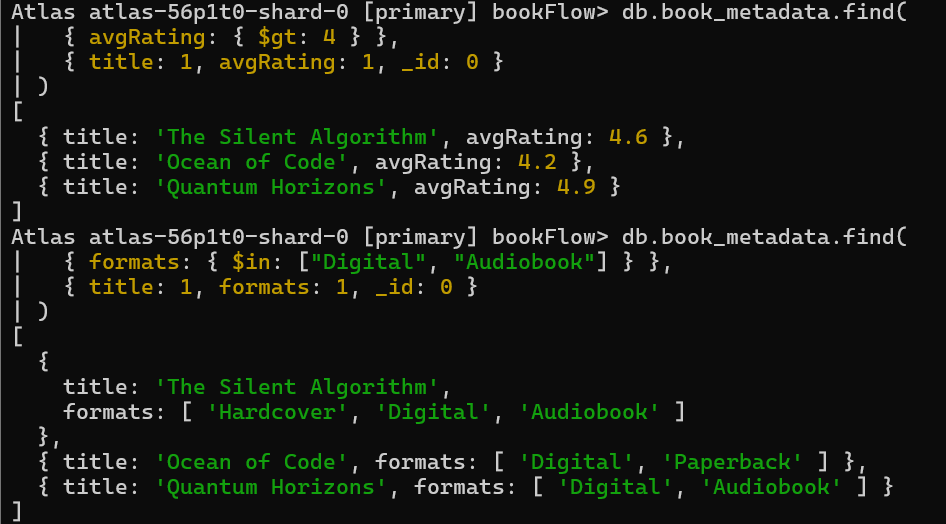 Atlas atlas-56p1t0-shard-0 [primary] bookFlow> db.book_metadata.find(
|   { avgRating: { $gt: 4 } },
|   { title: 1, avgRating: 1, _id: 0 }
| )
[
  { title: 'The Silent Algorithm', avgRating: 4.6 },
  { title: 'Ocean of Code', avgRating: 4.2 },
  { title: 'Quantum Horizons', avgRating: 4.9 }
]
Atlas atlas-56p1t0-shard-0 [primary] bookFlow> db.book_metadata.find(
|   { formats: { $in: ["Digital", "Audiobook"] } },
|   { title: 1, formats: 1, _id: 0 }
| )
[
  {
    title: 'The Silent Algorithm',
    formats: [ 'Hardcover', 'Digital', 'Audiobook' ]
  },
  { title: 'Ocean of Code', formats: [ 'Digital', 'Paperback' ] },
  { title: 'Quantum Horizons', formats: [ 'Digital', 'Audiobook' ] }
]